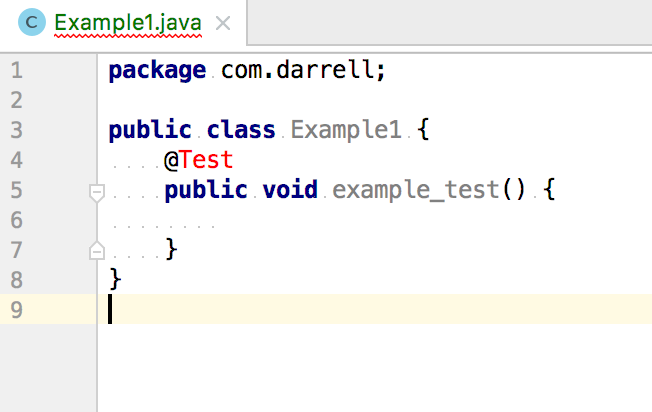 C Example1.java ×
1 package com.darrell;
2
3 public class Example1 {
4     @Test
5     public void example_test() {
6
7     }
8 }
9